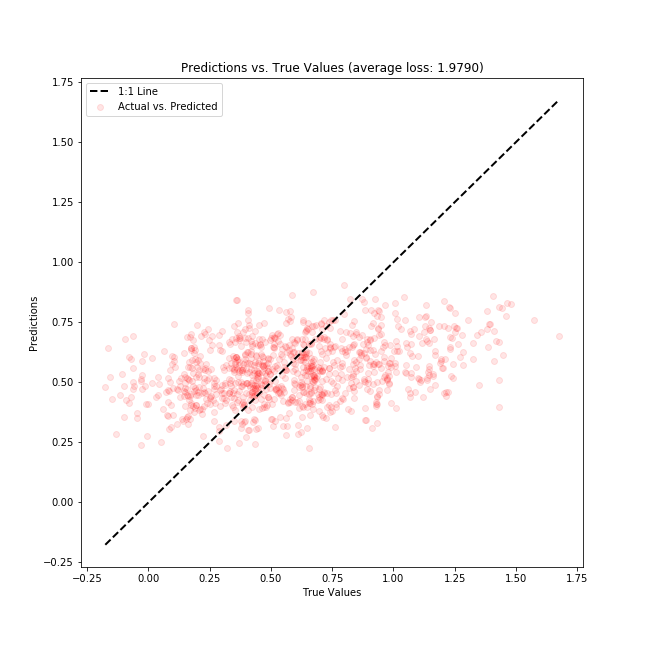 Predictions vs. True Values (average loss: 1.9790)
1:1 Line
Actual vs. Predicted
1.75
1.50
1.25
1.00
0.75
0.50
0.25
0.00
−0.25
Predictions
−0.25 0.00 0.25 0.50 0.75 1.00 1.25 1.50 1.75
True Values